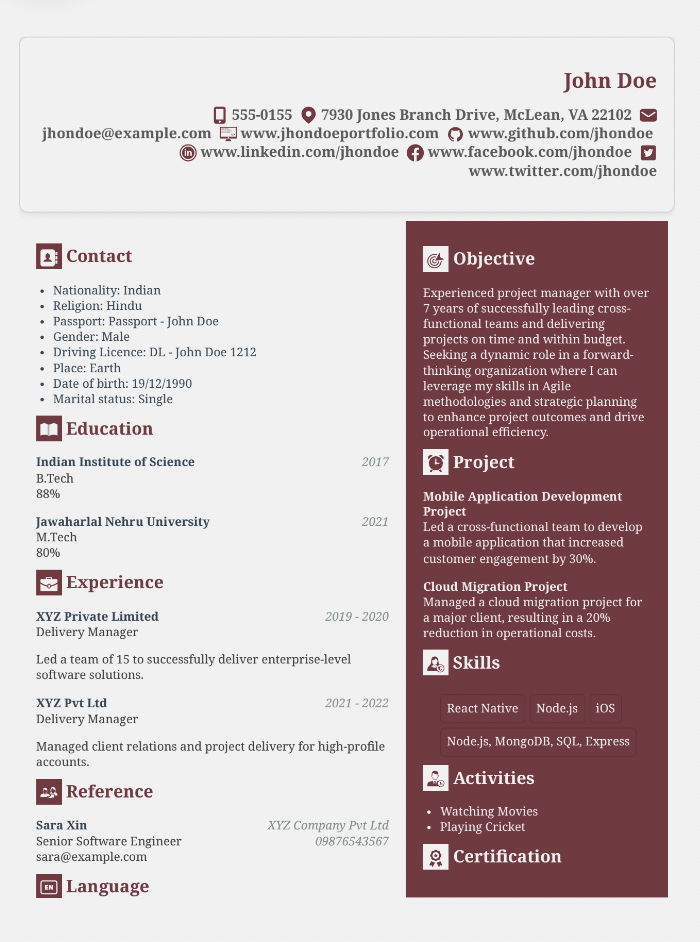 John Doe
555-0155 7930 Jones Branch Drive, McLean, VA 22102
jhondoe@example.com www.jhondoeportfolio.com www.github.com/jhondoe
www.linkedin.com/jhondoe www.facebook.com/jhondoe
www.twitter.com/jhondoe
Contact
• Nationality: Indian
• Religion: Hindu
• Passport: Passport - John Doe
• Gender: Male
• Driving Licence: DL - John Doe 1212
• Place: Earth
• Date of birth: 19/12/1990
• Marital status: Single
Education
Indian Institute of Science 2017
B.Tech
88%
Jawaharlal Nehru University 2021
M.Tech
80%
Experience
XYZ Private Limited 2019 - 2020
Delivery Manager
Led a team of 15 to successfully deliver enterprise-level
software solutions.
XYZ Pvt Ltd 2021 - 2022
Delivery Manager
Managed client relations and project delivery for high-profile
accounts.
Reference
Sara Xin XYZ Company Pvt Ltd
Senior Software Engineer 09876543567
sara@example.com
EN Language
Objective
Experienced project manager with over
7 years of successfully leading cross-
functional teams and delivering
projects on time and within budget.
Seeking a dynamic role in a forward-
thinking organization where I can
leverage my skills in Agile
methodologies and strategic planning
to enhance project outcomes and drive
operational efficiency.
Project
Mobile Application Development
Project
Led a cross-functional team to develop
a mobile application that increased
customer engagement by 30%.
Cloud Migration Project
Managed a cloud migration project for
a major client, resulting in a 20%
reduction in operational costs.
Skills
React Native Node.js iOS
Node.js, MongoDB, SQL, Express
Activities
• Watching Movies
• Playing Cricket
Certification